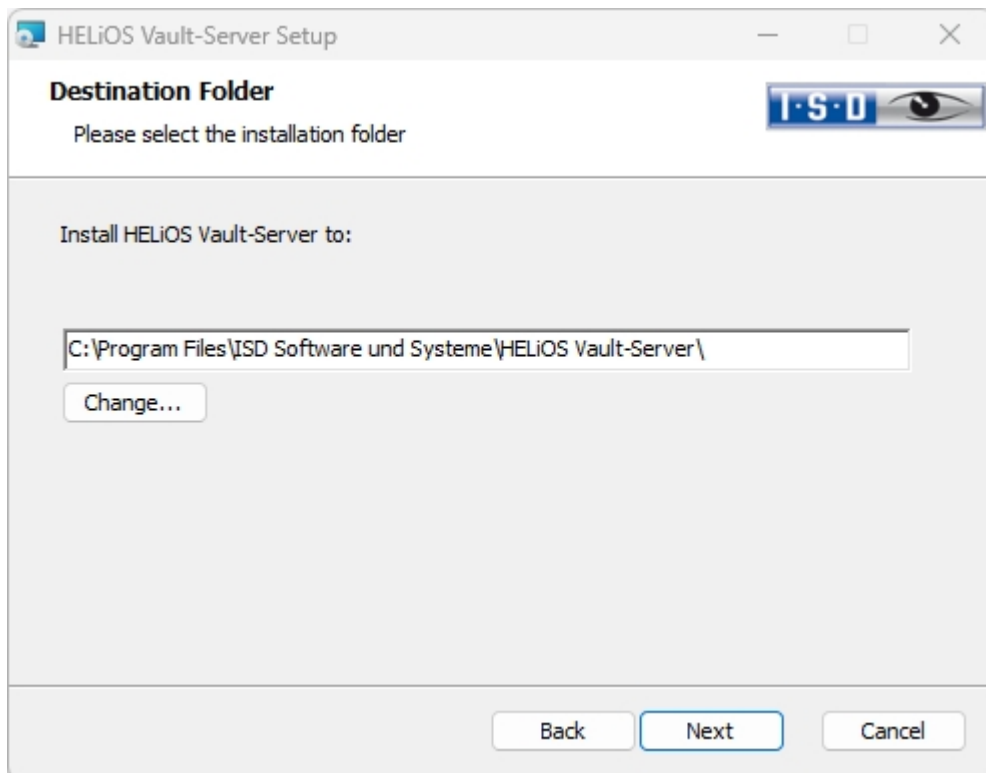 HELiOS Vault-Server Setup
Destination Folder
I·S·D
Please select the installation folder
Install HELiOS Vault-Server to:
C:\Program Files\ISD Software und Systeme\HELiOS Vault-Server\
Change...
Back
Next
Cancel